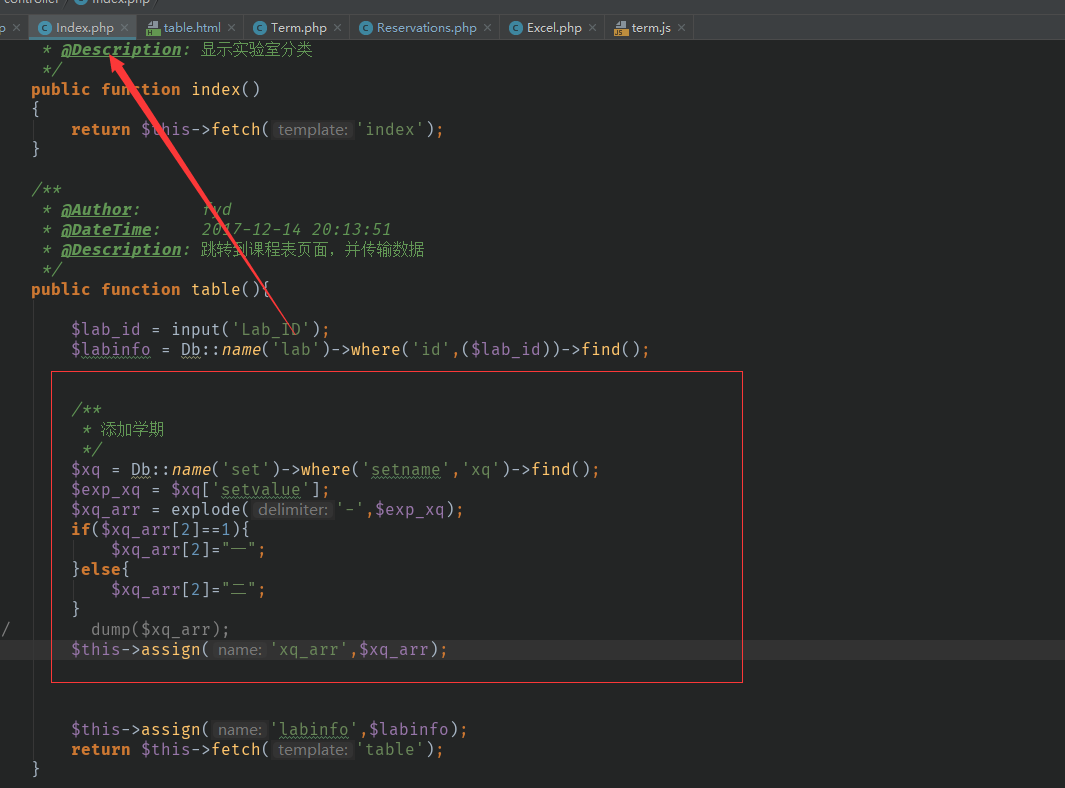 controller Index.php
p × Index.php × table.html × Term.php × Reservations.php × Excel.php × term.js ×
* @Description: 显示实验室分类
*/
public function index()
{
return $this->fetch( template: 'index');
}
/**
* @Author: fyd
* @DateTime: 2017-12-14 20:13:51
* @Description: 跳转到课程表页面，并传输数据
*/
public function table(){
$lab_id = input('Lab_ID');
$labinfo = Db::name('lab')->where('id',($lab_id))->find();
/**
* 添加学期
*/
$xq = Db::name('set')->where('setname','xq')->find();
$exp_xq = $xq['setvalue'];
$xq_arr = explode( delimiter: '-',$exp_xq);
if($xq_arr[2]==1){
$xq_arr[2]="一";
}else{
$xq_arr[2]="二";
}
/ dump($xq_arr);
$this->assign( name: 'xq_arr',$xq_arr);
$this->assign( name: 'labinfo',$labinfo);
return $this->fetch( template: 'table');
}